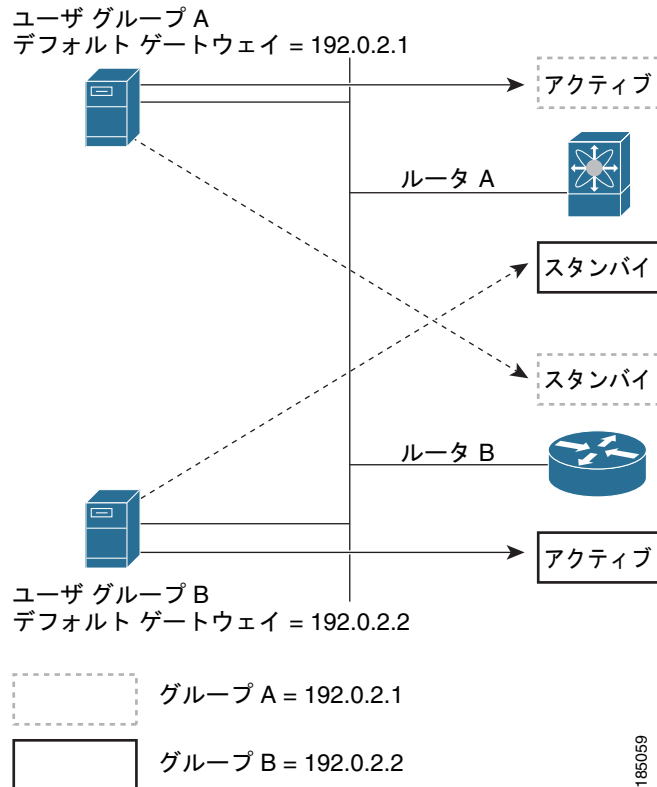 ユーザ グループ A
デフォルト ゲートウェイ = 192.0.2.1
アクティブ
ルータ A
スタンバイ
スタンバイ
ルータ B
アクティブ
ユーザ グループ B
デフォルト ゲートウェイ = 192.0.2.2
グループ A = 192.0.2.1
グループ B = 192.0.2.2
185059